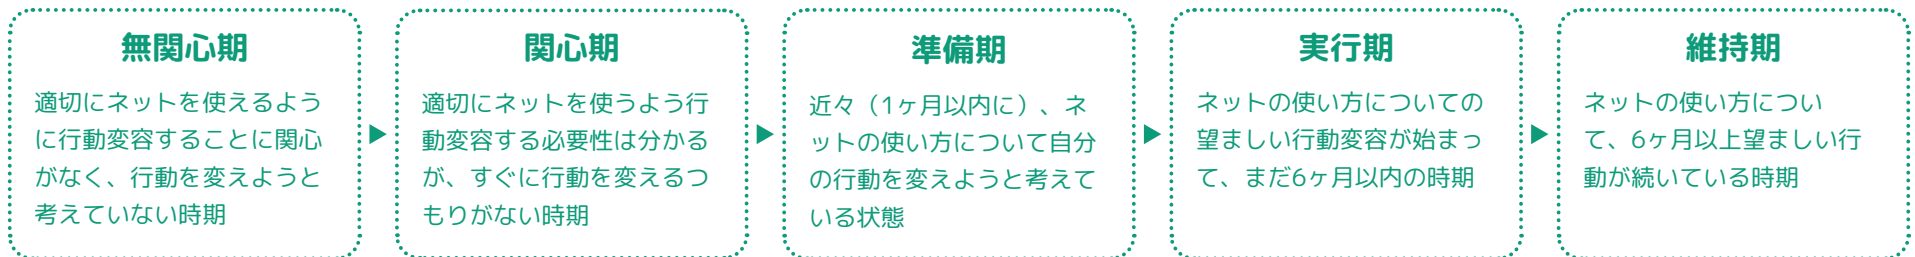 無関心期
適切にネットを使えるよう
に行動変容することに関心
がなく、行動を変えようと
考えていない時期
関心期
適切にネットを使うよう行
動変容する必要性は分かる
が、すぐに行動を変えるつ
もりがない時期
準備期
近々（1ヶ月以内に）、ネ
ットの使い方について自分
の行動を変えようと考えて
いる状態
実行期
ネットの使い方についての
望ましい行動変容が始まっ
て、まだ6ヶ月以内の時期
維持期
ネットの使い方につい
て、6ヶ月以上望ましい行
動が続いている時期